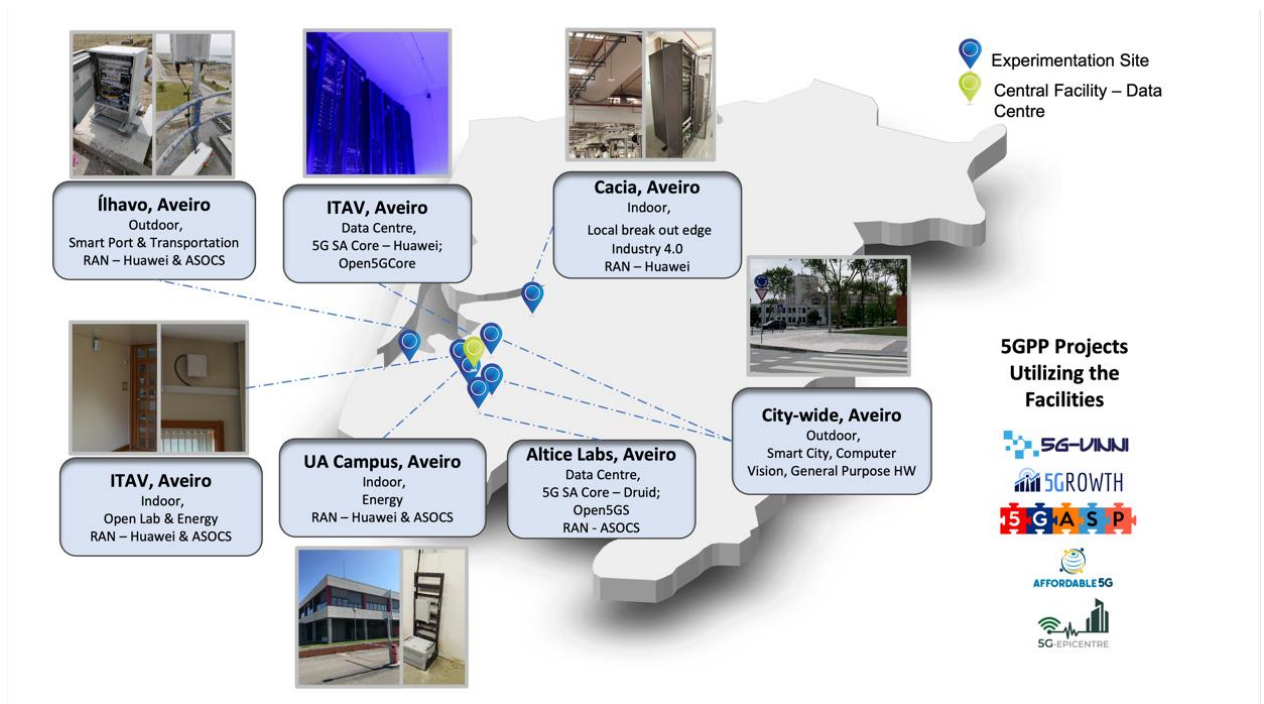 Experimentation Site
Central Facility – Data
Centre
Ílhavo, Aveiro
Outdoor,
Smart Port & Transportation
RAN – Huawei & ASOCS
ITAV, Aveiro
Data Centre,
5G SA Core – Huawei;
Open5GCore
Cacia, Aveiro
Indoor,
Local break out edge
Industry 4.0
RAN – Huawei
ITAV, Aveiro
Indoor,
Open Lab & Energy
RAN – Huawei & ASOCS
UA Campus, Aveiro
Indoor,
Energy
RAN – Huawei & ASOCS
Altice Labs, Aveiro
Data Centre,
5G SA Core – Druid;
Open5GS
RAN - ASOCS
City-wide, Aveiro
Outdoor,
Smart City, Computer
Vision, General Purpose HW
5GPP Projects
Utilizing the
Facilities
5G-VINNI
5GROWTH
5GASP
AFFORDABLE 5G
5G-EPICENTRE